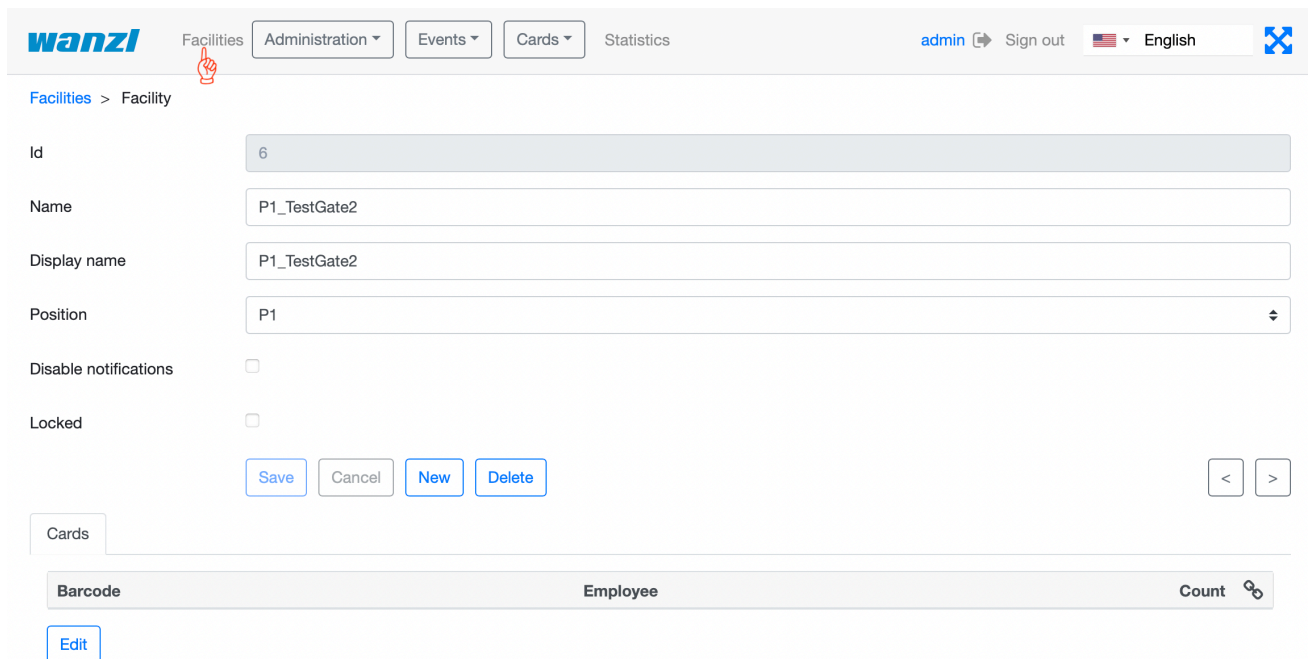 wanzl Facilities Administration Events Cards Statistics admin Sign out English
Facilities > Facility
Id 6
Name P1_TestGate2
Display name P1_TestGate2
Position P1
Disable notifications
Locked
Save Cancel New Delete < >
Cards
Barcode Employee Count
Edit